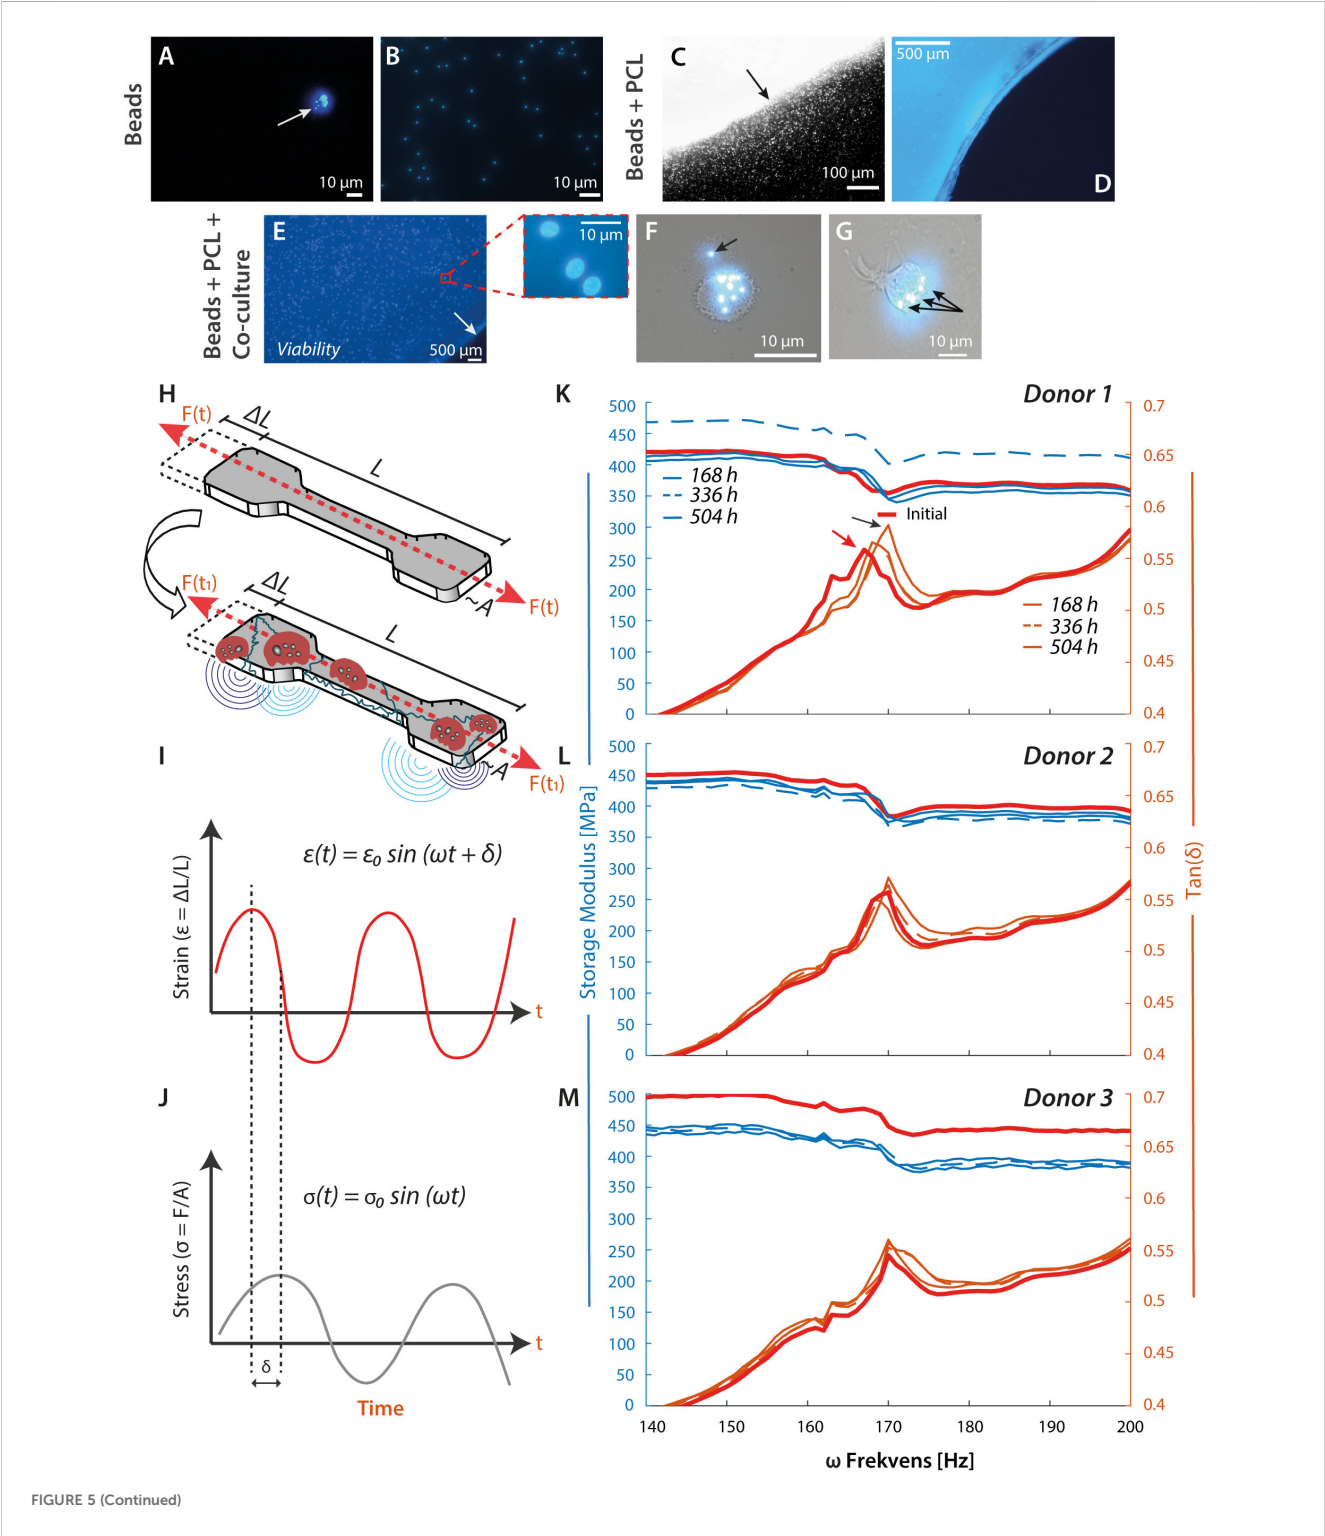 Beads
A
10 µm
B
10 µm
Beads + PCL
C
100 µm
500 µm
D
Beads + PCL +
Co-culture
E
Viability
500 µm
10 µm
F
10 µm
G
10 µm
H
F(t)
ΔL
L
~A
F(t)
F(t₁)
ΔL
L
~A
F(t₁)
I
Strain (ε = ΔL/L)
ε(t) = ε₀ sin (ωt + δ)
t
J
Stress (σ = F/A)
σ(t) = σ₀ sin (ωt)
t
δ
Time
K
Donor 1
500
450
400
350
300
250
200
150
100
50
0
168 h
336 h
504 h
Initial
168 h
336 h
504 h
0.7
0.65
0.6
0.55
0.5
0.45
0.4
L
Donor 2
500
450
400
350
300
250
200
150
100
50
0
0.7
0.65
0.6
0.55
0.5
0.45
0.4
Storage Modulus [MPa]
Tan(δ)
M
Donor 3
500
450
400
350
300
250
200
150
100
50
0
0.7
0.65
0.6
0.55
0.5
0.45
0.4
140 150 160 170 180 190 200
ω Frekvens [Hz]
FIGURE 5 (Continued)